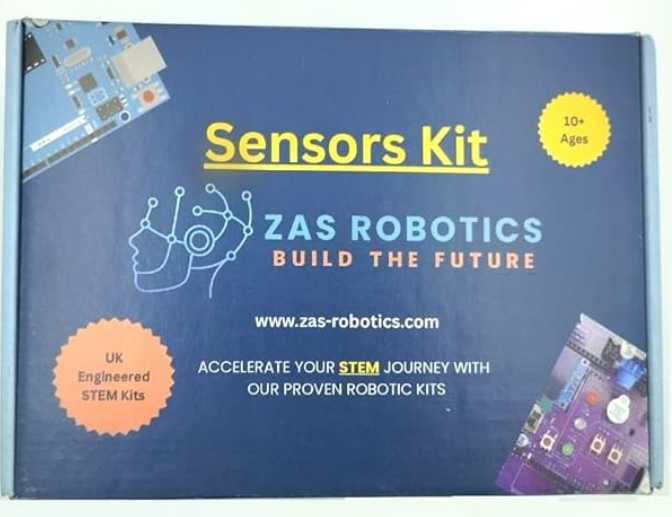 Sensors Kit
10+
Ages
ZAS ROBOTICS
BUILD THE FUTURE
www.zas-robotics.com
UK
Engineered
STEM Kits
ACCELERATE YOUR STEM JOURNEY WITH
OUR PROVEN ROBOTIC KITS